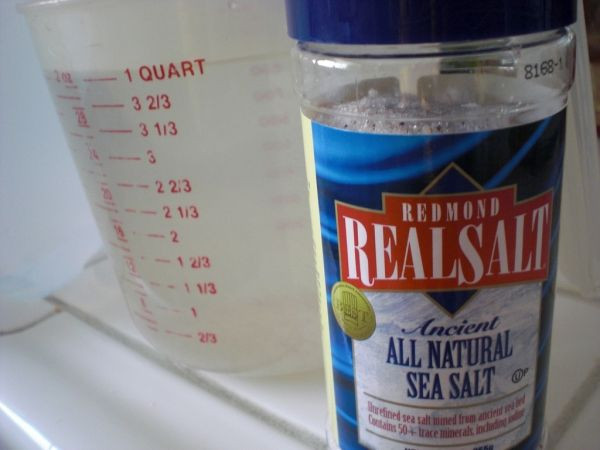 1 QUART
3 2/3
3 1/3
3
2 2/3
2 1/3
2
1 2/3
1 1/3
1
2/3
8168-1
REDMOND
REALSALT
Ancient
ALL NATURAL
SEA SALT
Unrefined sea salt mined from ancient sea bed
Contains 50+ trace minerals, including iodine